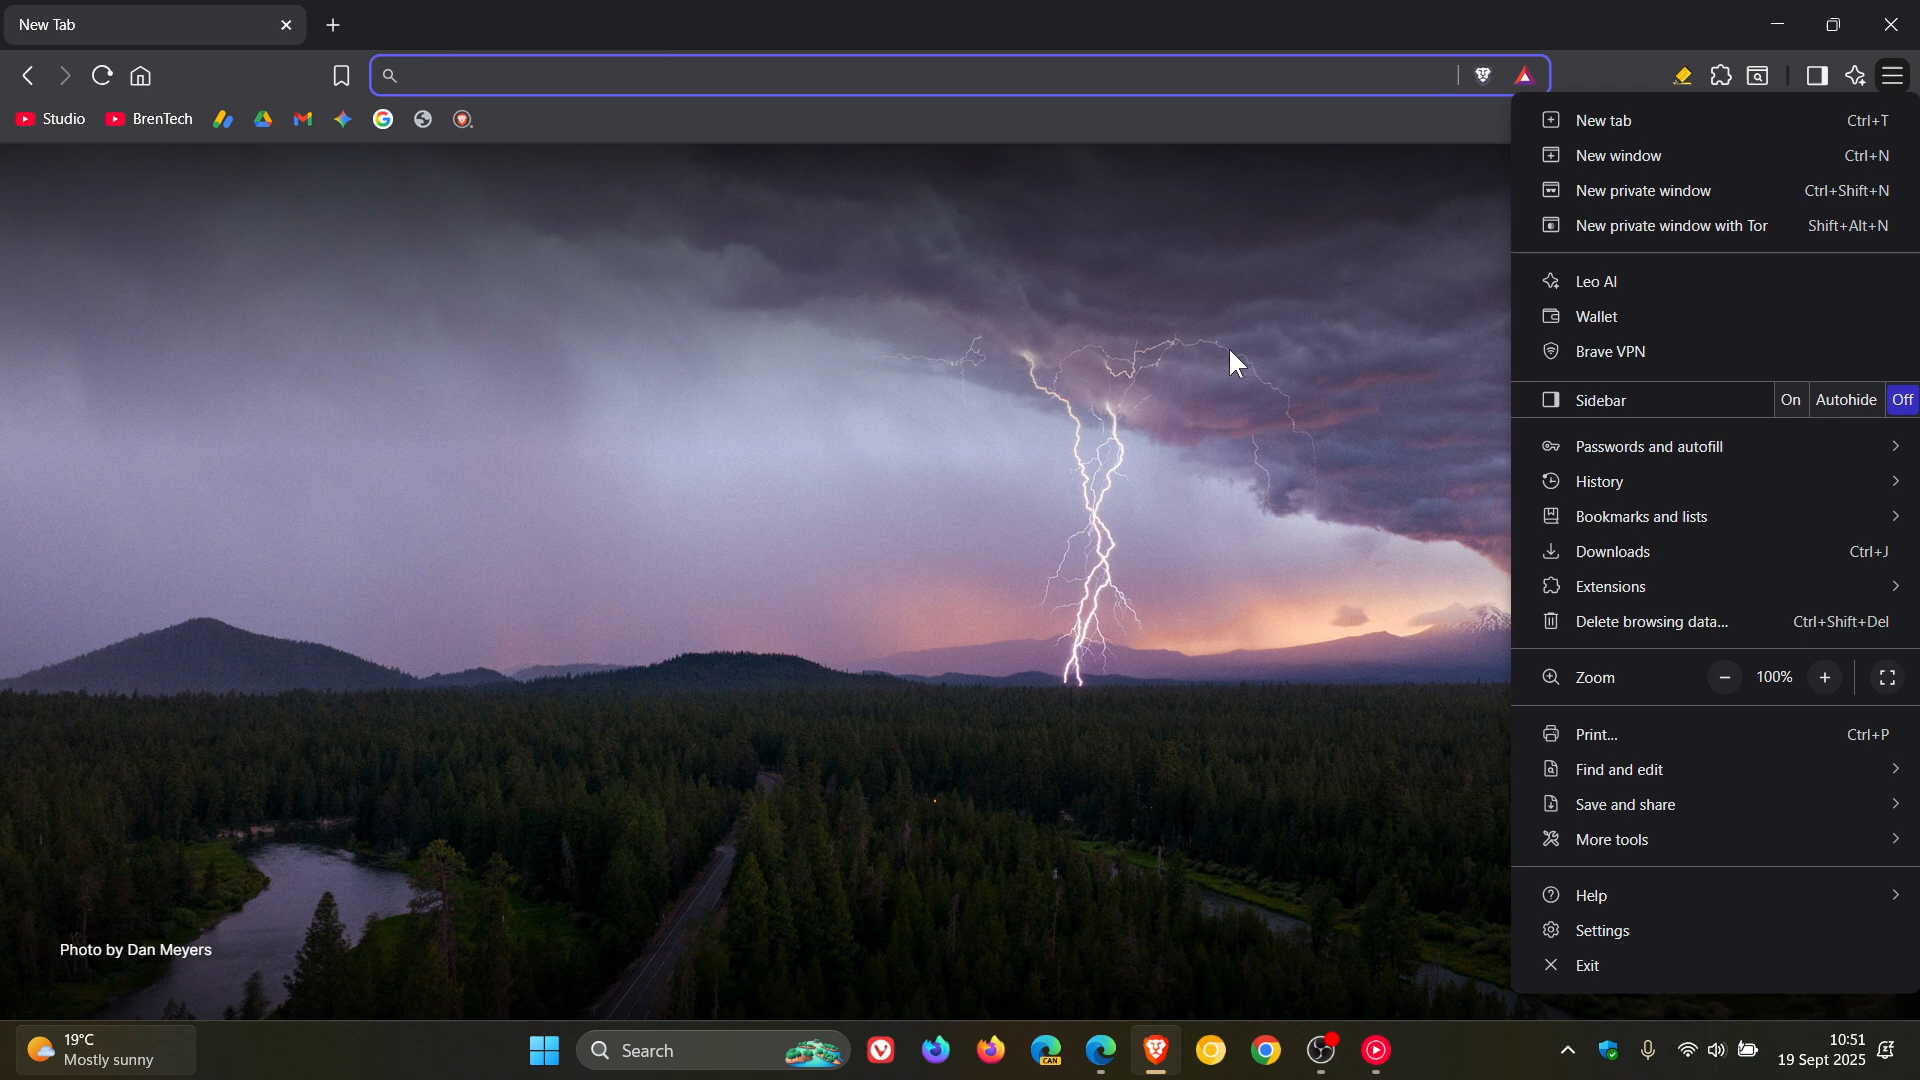 New Tab
Studio
BrenTech
New tab Ctrl+T
New window Ctrl+N
New private window Ctrl+Shift+N
New private window with Tor Shift+Alt+N
Leo AI
Wallet
Brave VPN
Sidebar On Autohide Off
Passwords and autofill
History
Bookmarks and lists
Downloads Ctrl+J
Extensions
Delete browsing data... Ctrl+Shift+Del
Zoom − 100% +
Print... Ctrl+P
Find and edit
Save and share
More tools
Help
Settings
Exit
Photo by Dan Meyers
19°C
Mostly sunny
Search
CAN
10:51
19 Sept 2025